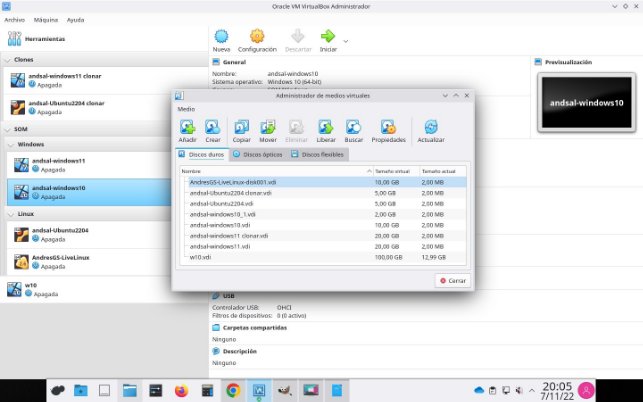 Oracle VM VirtualBox Administrador
Archivo Máquina Ayuda
Herramientas
Nueva Configuración Descartar Iniciar
Clones
andsal-windows11 clonar
Apagada
andsal-Ubuntu2204 clonar
Apagada
SOM
Windows
andsal-windows11
Apagada
andsal-windows10
Apagada
Linux
andsal-Ubuntu2204
Apagada
AndresGS-LiveLinux
Apagada
w10
Apagada
General
Nombre: andsal-windows10
Sistema operativo: Windows 10 (64-bit)
Previsualización
andsal-windows10
Administrador de medios virtuales
Medio
Añadir Crear Copiar Mover Eliminar Liberar Buscar Propiedades Actualizar
Discos duros Discos ópticos Discos flexibles
Nombre Tamaño virtual Tamaño actual
AndresGS-LiveLinux-disk001.vdi 10,00 GB 2,00 MB
andsal-Ubuntu2204 clonar.vdi 5,00 GB 2,00 MB
andsal-Ubuntu2204.vdi 5,00 GB 2,00 MB
andsal-windows10_1.vdi 2,00 GB 2,00 MB
andsal-windows10.vdi 10,00 GB 2,00 MB
andsal-windows11 clonar.vdi 20,00 GB 2,00 MB
andsal-windows11.vdi 20,00 GB 2,00 MB
w10.vdi 100,00 GB 12,99 GB
Cerrar
USB
Controlador USB: OHCI
Filtros de dispositivos: 0 (0 activo)
Carpetas compartidas
Ninguno
Descripción
Ninguno
20:05
7/11/22